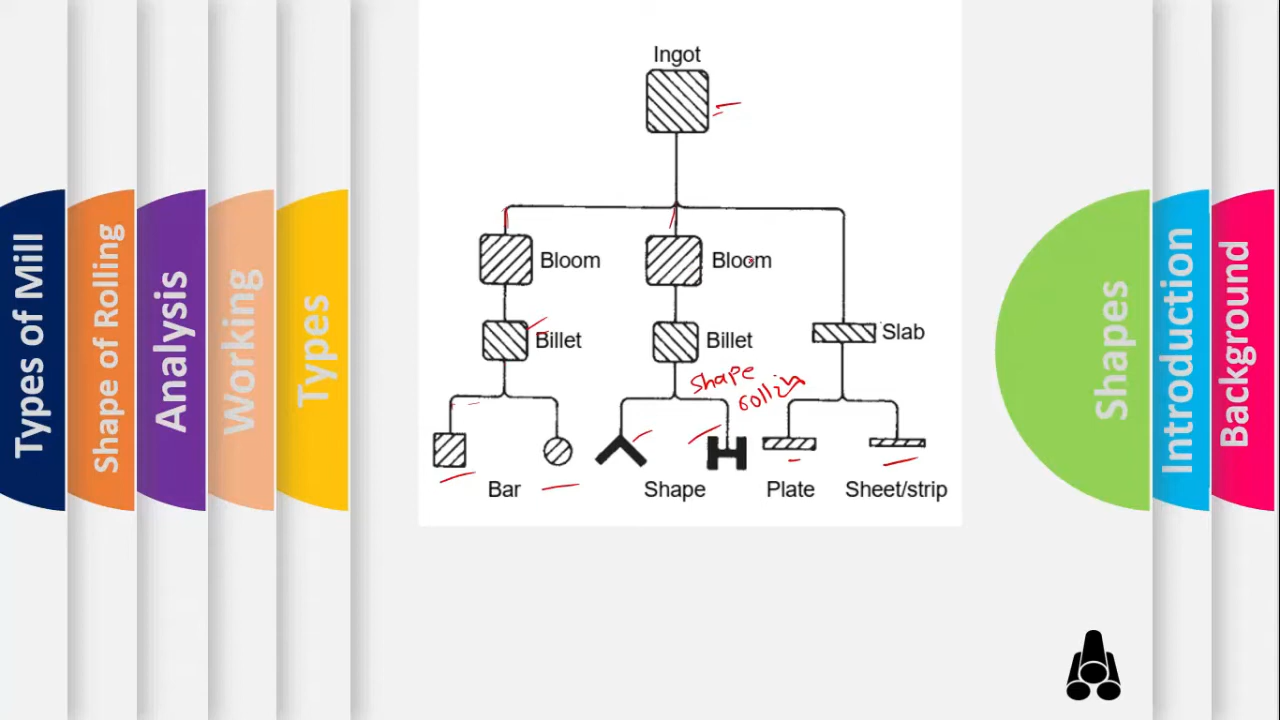 Types of Mill
Shape of Rolling
Analysis
Working
Types
Ingot
Bloom
Bloom
Billet
Billet
Slab
Shape
rolling
Bar
Shape
Plate
Sheet/strip
Shapes
Introduction
Background